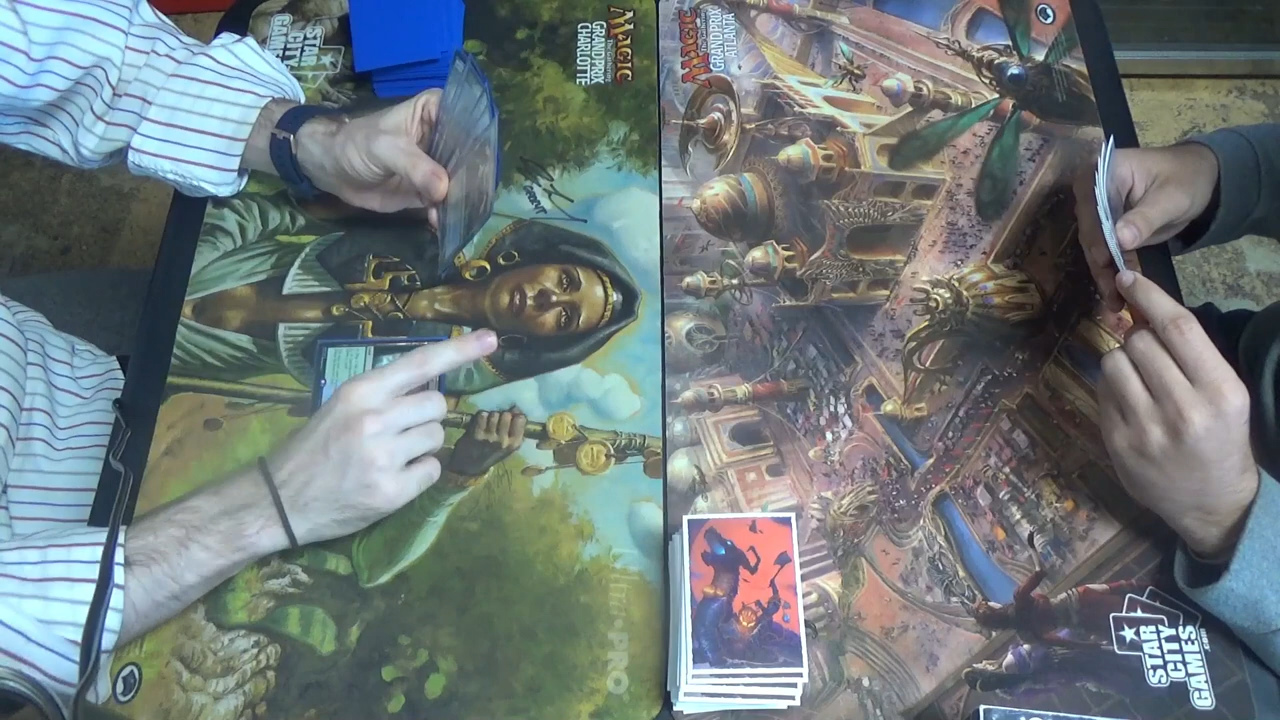 STAR
CITY
GAMES
MAGIC
The Gathering
GRAND PRIX
CHARLOTTE
MAGIC
The Gathering
GRAND PRIX
ATLANTA
PRO
STAR
CITY
GAMES
.com